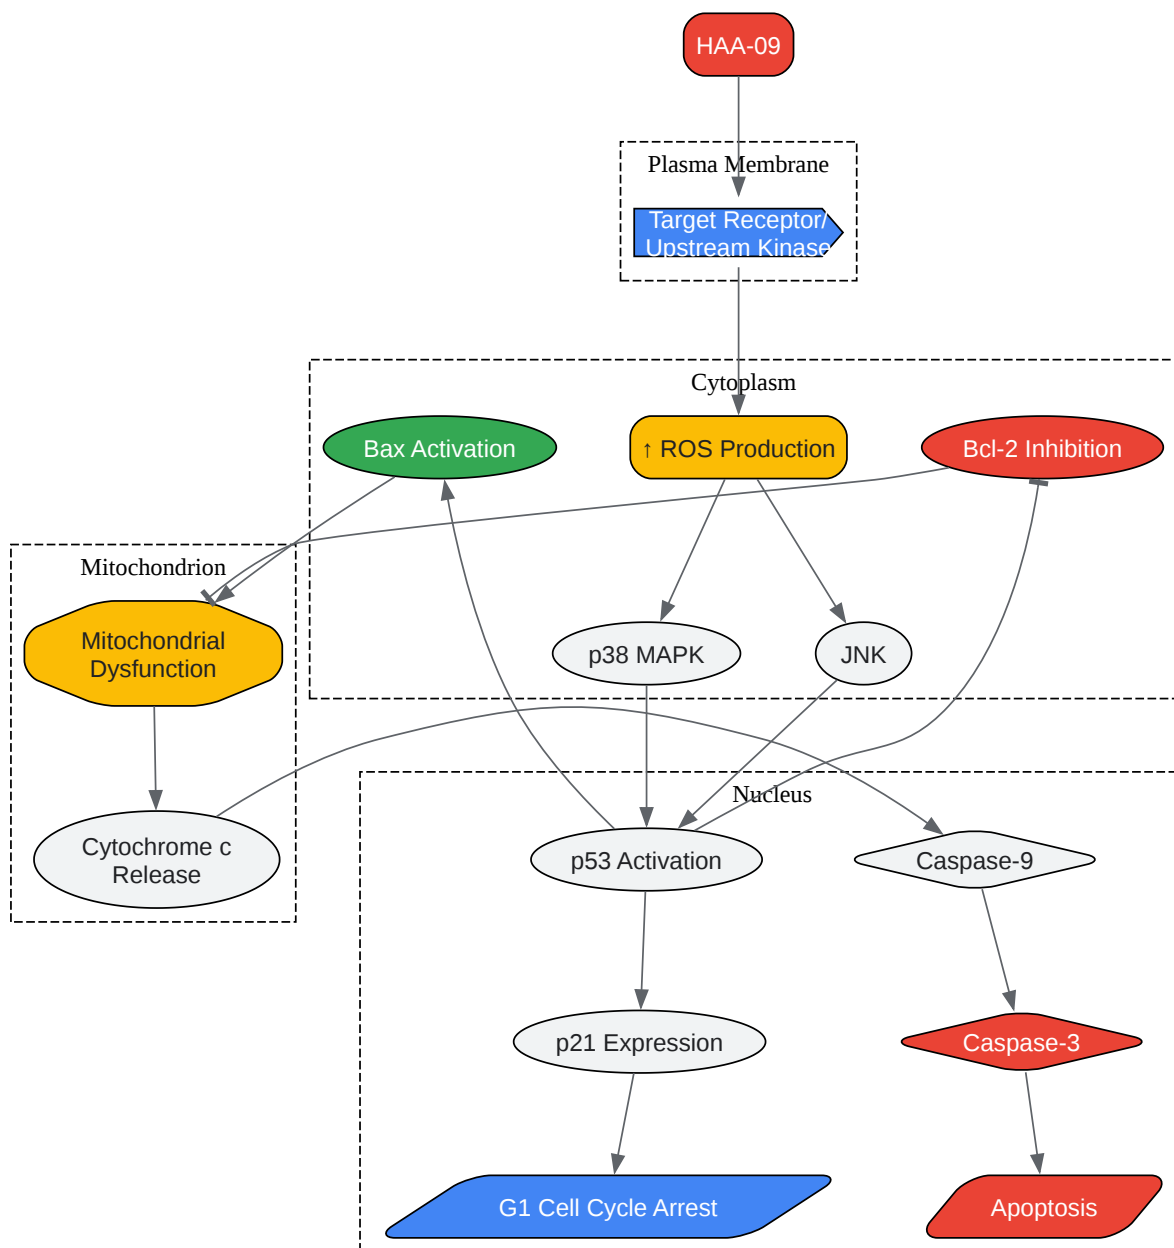 HAA-09
Plasma Membrane
Target Receptor/
Upstream Kinase
Cytoplasm
Bax Activation
↑ ROS Production
Bcl-2 Inhibition
Mitochondrion
Mitochondrial
Dysfunction
p38 MAPK
JNK
Nucleus
Cytochrome c
Release
p53 Activation
Caspase-9
p21 Expression
Caspase-3
G1 Cell Cycle Arrest
Apoptosis